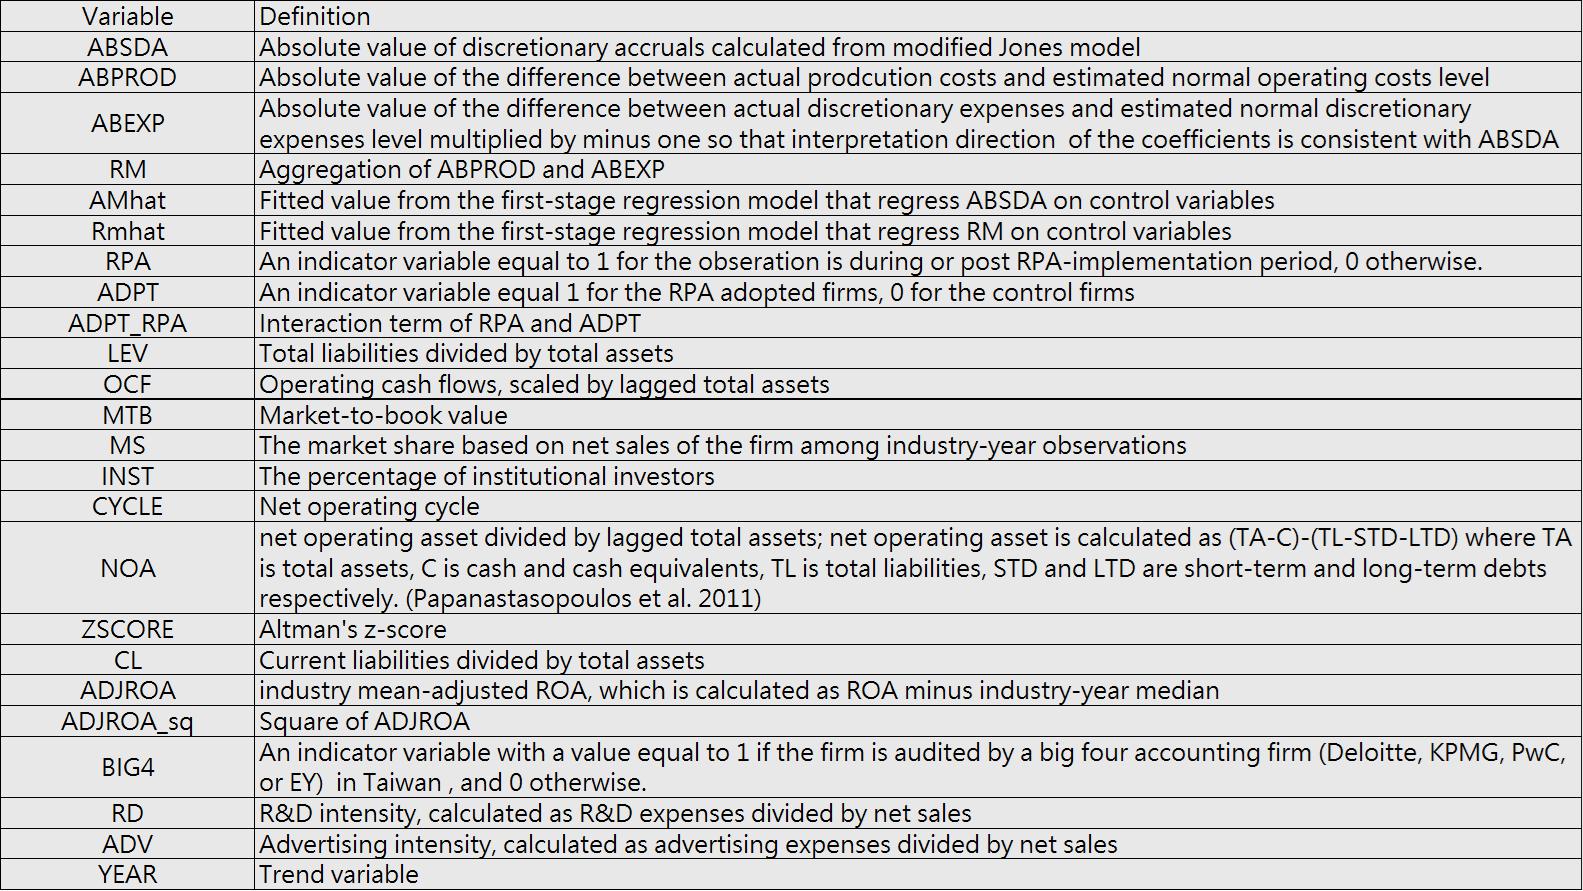 Variable Definition
ABSDA Absolute value of discretionary accruals calculated from modified Jones model
ABPROD Absolute value of the difference between actual prodcution costs and estimated normal operating costs level
ABEXP Absolute value of the difference between actual discretionary expenses and estimated normal discretionary
expenses level multiplied by minus one so that interpretation direction of the coefficients is consistent with ABSDA
RM Aggregation of ABPROD and ABEXP
AMhat Fitted value from the first-stage regression model that regress ABSDA on control variables
Rmhat Fitted value from the first-stage regression model that regress RM on control variables
RPA An indicator variable equal to 1 for the obseration is during or post RPA-implementation period, 0 otherwise.
ADPT An indicator variable equal 1 for the RPA adopted firms, 0 for the control firms
ADPT_RPA Interaction term of RPA and ADPT
LEV Total liabilities divided by total assets
OCF Operating cash flows, scaled by lagged total assets
MTB Market-to-book value
MS The market share based on net sales of the firm among industry-year observations
INST The percentage of institutional investors
CYCLE Net operating cycle
NOA net operating asset divided by lagged total assets; net operating asset is calculated as (TA-C)-(TL-STD-LTD) where TA
is total assets, C is cash and cash equivalents, TL is total liabilities, STD and LTD are short-term and long-term debts
respectively. (Papanastasopoulos et al. 2011)
ZSCORE Altman's z-score
CL Current liabilities divided by total assets
ADJROA industry mean-adjusted ROA, which is calculated as ROA minus industry-year median
ADJROA_sq Square of ADJROA
BIG4 An indicator variable with a value equal to 1 if the firm is audited by a big four accounting firm (Deloitte, KPMG, PwC,
or EY) in Taiwan , and 0 otherwise.
RD R&D intensity, calculated as R&D expenses divided by net sales
ADV Advertising intensity, calculated as advertising expenses divided by net sales
YEAR Trend variable